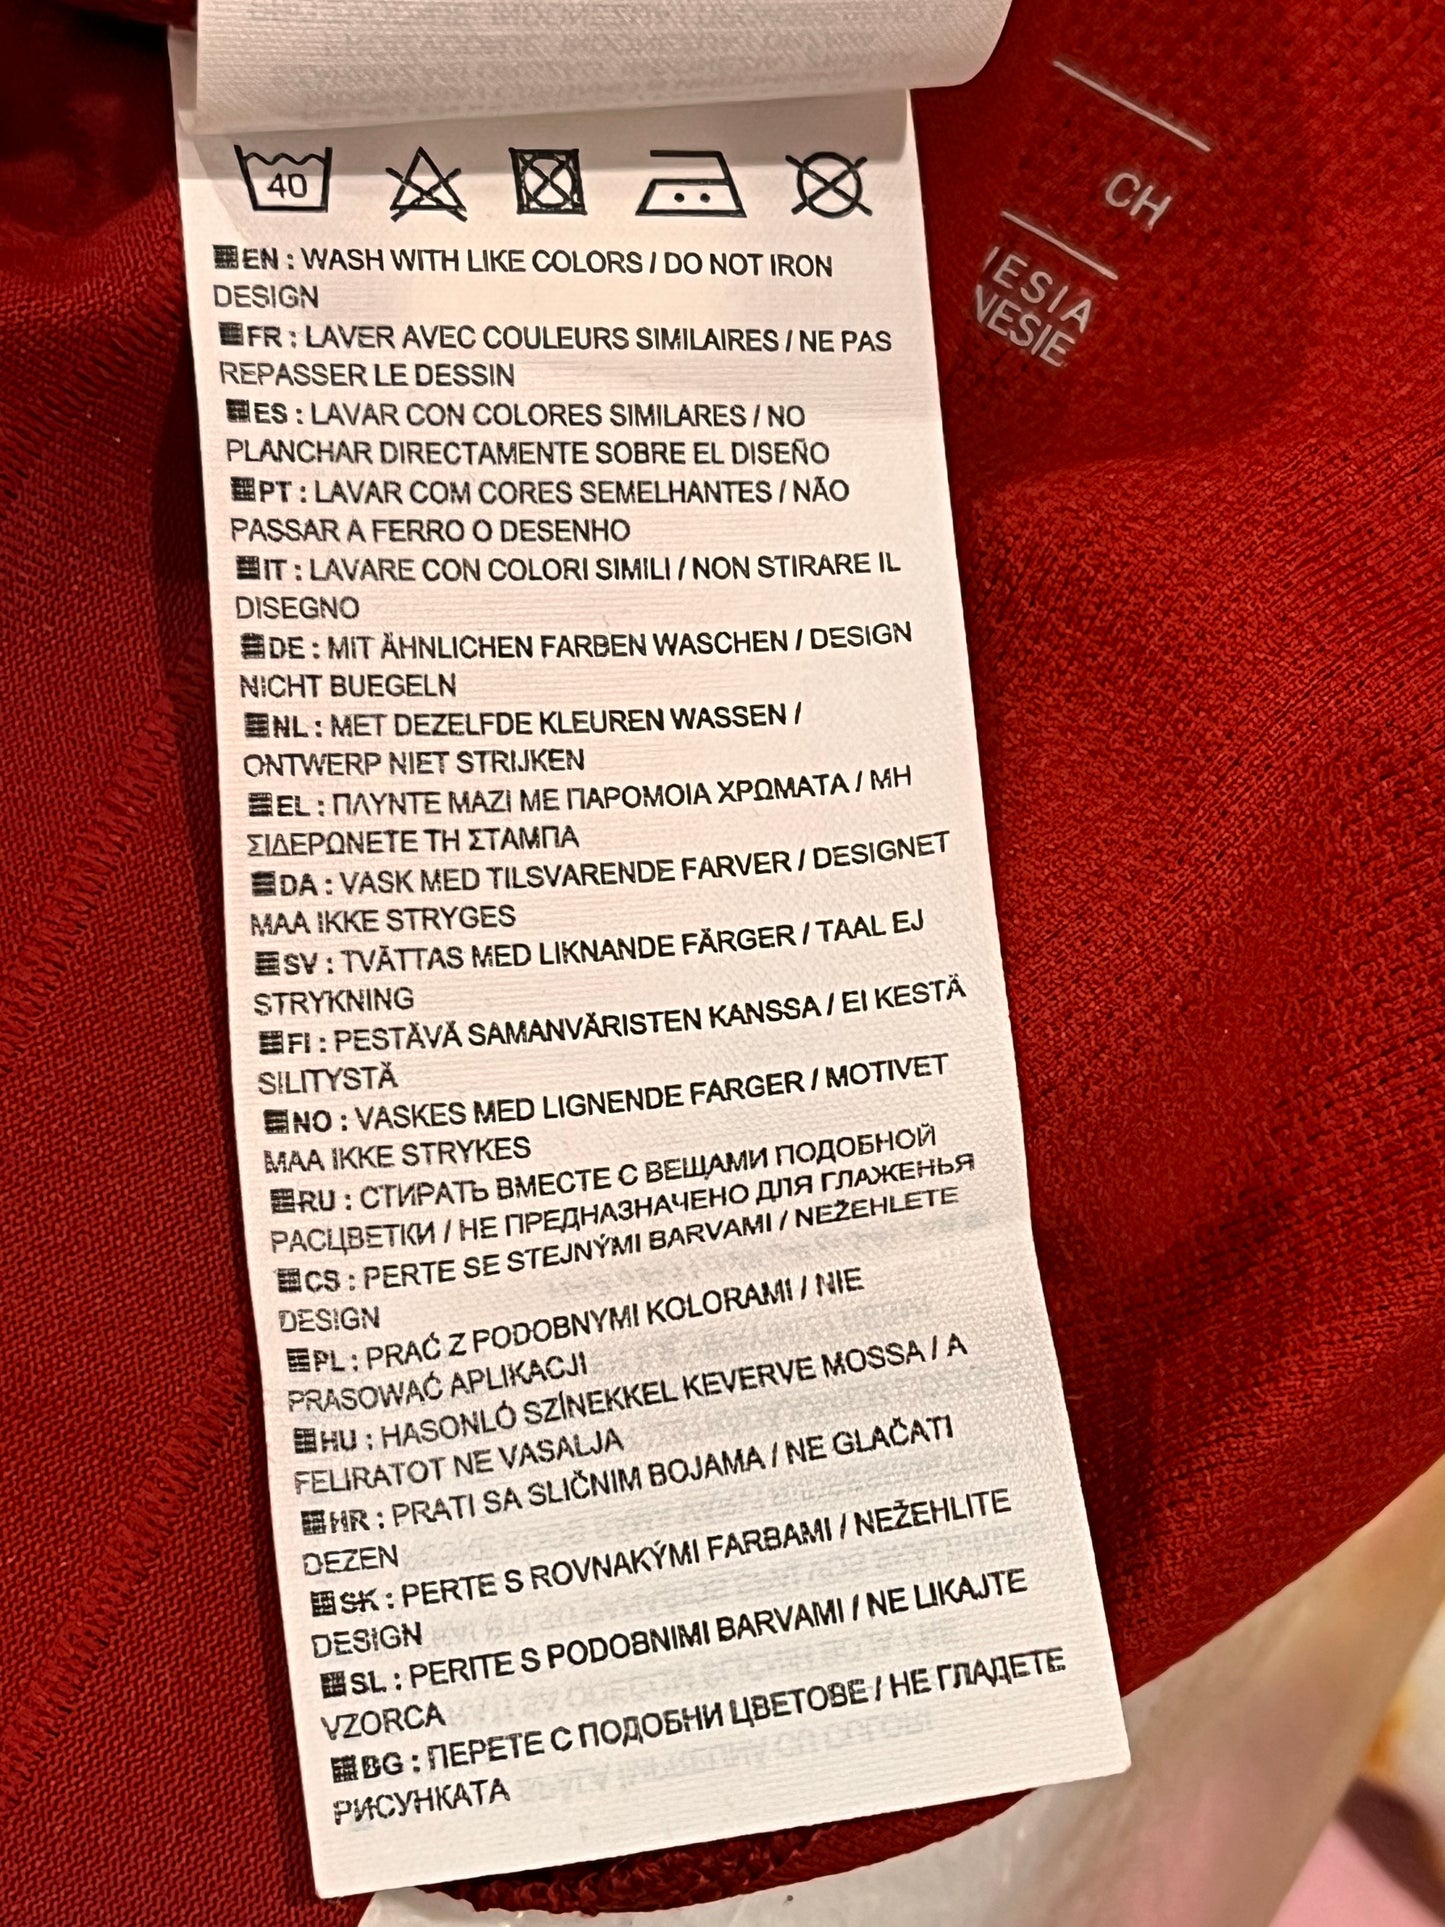 40
EN : WASH WITH LIKE COLORS / DO NOT IRON
DESIGN
FR : LAVER AVEC COULEURS SIMILAIRES / NE PAS
REPASSER LE DESSIN
ES : LAVAR CON COLORES SIMILARES / NO
PLANCHAR DIRECTAMENTE SOBRE EL DISEÑO
PT : LAVAR COM CORES SEMELHANTES / NÃO
PASSAR A FERRO O DESENHO
IT : LAVARE CON COLORI SIMILI / NON STIRARE IL
DISEGNO
DE : MIT ÄHNLICHEN FARBEN WASCHEN / DESIGN
NICHT BUEGELN
NL : MET DEZELFDE KLEUREN WASSEN /
ONTWERP NIET STRIJKEN
EL : ΠΛΥΝΤΕ ΜΑΖΙ ΜΕ ΠΑΡΟΜΟΙΑ ΧΡΩΜΑΤΑ / ΜΗ
ΣΙΔΕΡΩΝΕΤΕ ΤΗ ΣΤΑΜΠΑ
DA : VASK MED TILSVARENDE FARVER / DESIGNET
MAA IKKE STRYGES
SV : TVÄTTAS MED LIKNANDE FÄRGER / TAAL EJ
STRYKNING
FI : PESTÄVÄ SAMANVÄRISTEN KANSSA / EI KESTÄ
SILITYSTÄ
NO : VASKES MED LIGNENDE FARGER / MOTIVET
MAA IKKE STRYKES
RU : СТИРАТЬ ВМЕСТЕ С ВЕЩАМИ ПОДОБНОЙ
РАСЦВЕТКИ / НЕ ПРЕДНАЗНАЧЕНО ДЛЯ ГЛАЖЕНЬЯ
CS : PERTE SE STEJNÝMI BARVAMI / NEŽEHLETE
DESIGN
PL : PRAĆ Z PODOBNYMI KOLORAMI / NIE
PRASOWAĆ APLIKACJI
HU : HASONLÓ SZÍNEKKEL KEVERVE MOSSA / A
FELIRATOT NE VASALJA
HR : PRATI SA SLIČNIM BOJAMA / NE GLAČATI
DEZEN
SK : PERTE S ROVNAKÝMI FARBAMI / NEŽEHLITE
DESIGN
SL : PERITE S PODOBNIMI BARVAMI / NE LIKAJTE
VZORCA
BG : ПЕРЕТЕ С ПОДОБНИ ЦВЕТОВЕ / НЕ ГЛАДЕТЕ
РИСУНКАТА
CH
NESIA
NESIE